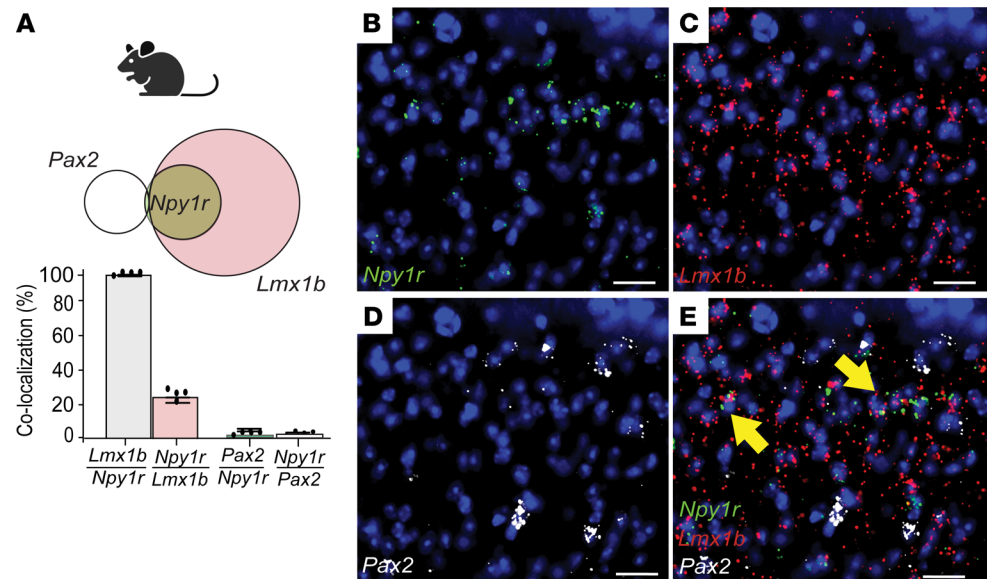 A
Pax2
Npy1r
Lmx1b
Co-localization (%)
100
80
60
40
20
0
Lmx1b
Npy1r
Npy1r
Lmx1b
Pax2
Npy1r
Npy1r
Pax2
B
Npy1r
C
Lmx1b
D
Pax2
E
Npy1r
Lmx1b
Pax2